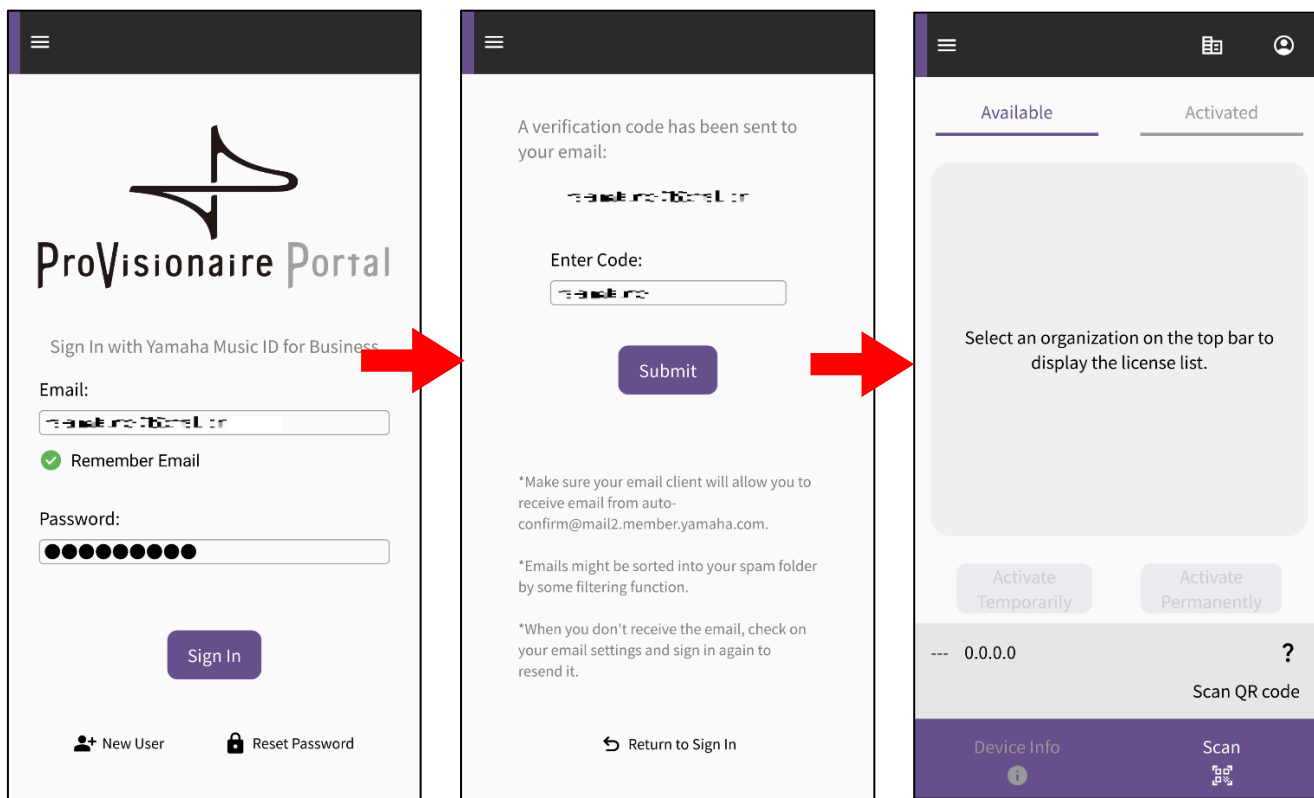 ProVisionaire Portal
Sign In with Yamaha Music ID for Business
Email:
Remember Email
Password:
Sign In
New User
Reset Password
A verification code has been sent to
your email:
Enter Code:
Submit
*Make sure your email client will allow you to
receive email from auto-
confirm@mail2.member.yamaha.com.
*Emails might be sorted into your spam folder
by some filtering function.
*When you don't receive the email, check on
your email settings and sign in again to
resend it.
Return to Sign In
Available
Activated
Select an organization on the top bar to
display the license list.
Activate
Temporarily
Activate
Permanently
--- 0.0.0.0
?
Scan QR code
Device Info
Scan